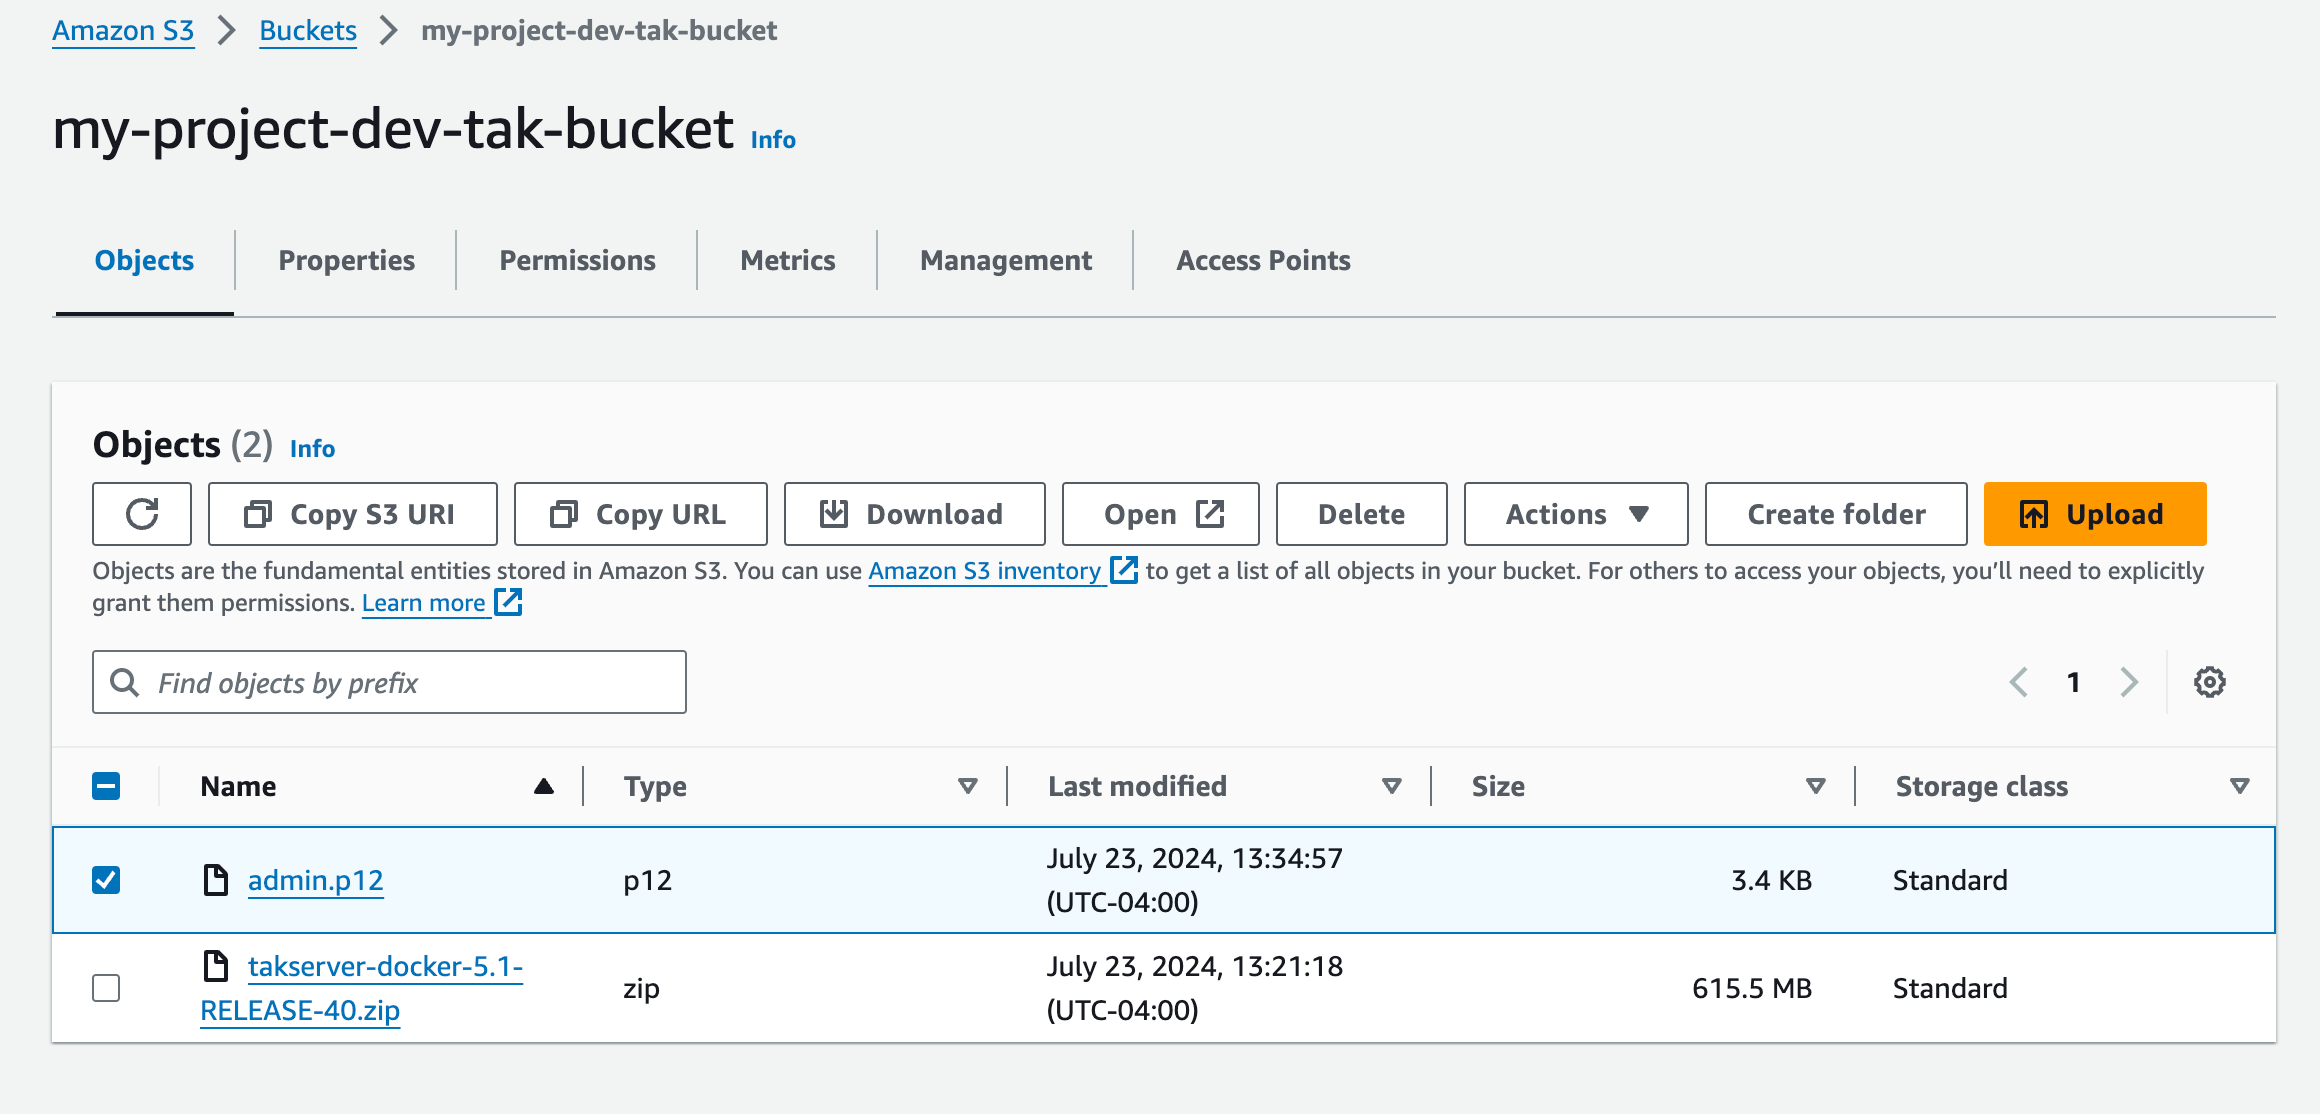 Amazon S3 Buckets my-project-dev-tak-bucket
my-project-dev-tak-bucket Info
Objects Properties Permissions Metrics Management Access Points
Objects (2) Info
Copy S3 URI Copy URL Download Open Delete Actions Create folder Upload
Objects are the fundamental entities stored in Amazon S3. You can use Amazon S3 inventory to get a list of all objects in your bucket. For others to access your objects, you’ll need to explicitly
grant them permissions. Learn more
Find objects by prefix 1
Name Type Last modified Size Storage class
admin.p12 p12 July 23, 2024, 13:34:57 3.4 KB Standard
(UTC-04:00)
takserver-docker-5.1- zip July 23, 2024, 13:21:18 615.5 MB Standard
RELEASE-40.zip (UTC-04:00)